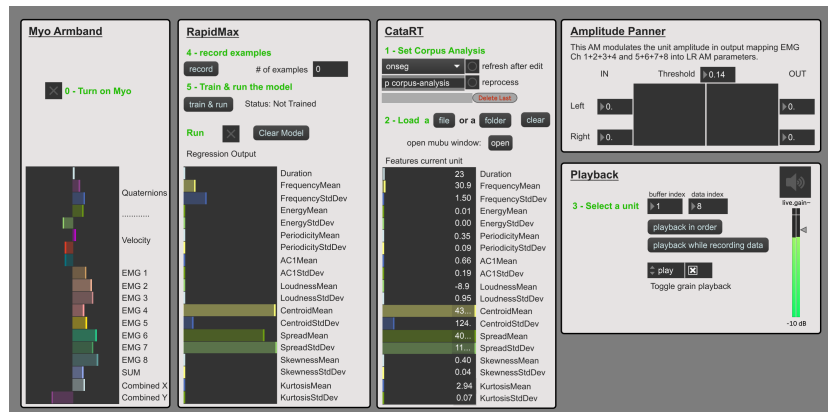 Myo Armband
0 - Turn on Myo
Quaternions
............
Velocity
EMG 1
EMG 2
EMG 3
EMG 4
EMG 5
EMG 6
EMG 7
EMG 8
SUM
Combined X
Combined Y
RapidMax
4 - record examples
record # of examples 0
5 - Train & run the model
train & run Status: Not Trained
Run Clear Model
Regression Output
Duration
FrequencyMean
FrequencyStdDev
EnergyMean
EnergyStdDev
PeriodicityMean
PeriodicityStdDev
AC1Mean
AC1StdDev
LoudnessMean
LoudnessStdDev
CentroidMean
CentroidStdDev
SpreadMean
SpreadStdDev
SkewnessMean
SkewnessStdDev
KurtosisMean
KurtosisStdDev
CataRT
1 - Set Corpus Analysis
onseg refresh after edit
p corpus-analysis reprocess
Delete Last
2 - Load a file or a folder clear
open mubu window: open
Features current unit
23 Duration
30.9 FrequencyMean
1.50 FrequencyStdDev
0.01 EnergyMean
0.00 EnergyStdDev
0.35 PeriodicityMean
0.09 PeriodicityStdDev
0.66 AC1Mean
0.19 AC1StdDev
-8.9 LoudnessMean
0.95 LoudnessStdDev
43... CentroidMean
124. CentroidStdDev
40... SpreadMean
11... SpreadStdDev
0.40 SkewnessMean
0.04 SkewnessStdDev
2.94 KurtosisMean
0.07 KurtosisStdDev
Amplitude Panner
This AM modulates the unit amplitude in output mapping EMG
Ch 1+2+3+4 and 5+6+7+8 into LR AM parameters.
IN Threshold 0.14 OUT
Left 0. 0.
Right 0. 0.
Playback
3 - Select a unit
buffer index data index
1 8
live.gain~
playback in order
playback while recording data
play
Toggle grain playback
-10 dB